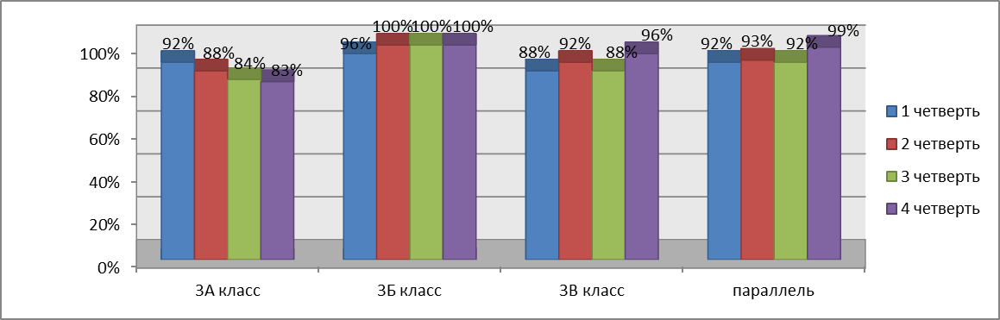 92% 88% 84% 83% 96% 100% 100% 100% 88% 92% 88% 96% 92% 93% 92% 99%
100%
80%
60%
40%
20%
0%
3А класс 3Б класс 3В класс параллель
1 четверть
2 четверть
3 четверть
4 четверть